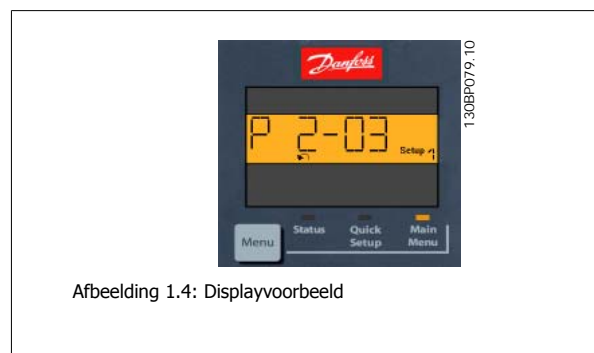 Danfoss
130BP079.10
P 2-03
Setup 1
Status
Quick Setup
Main Menu
Menu
Afbeelding 1.4: Displayvoorbeeld